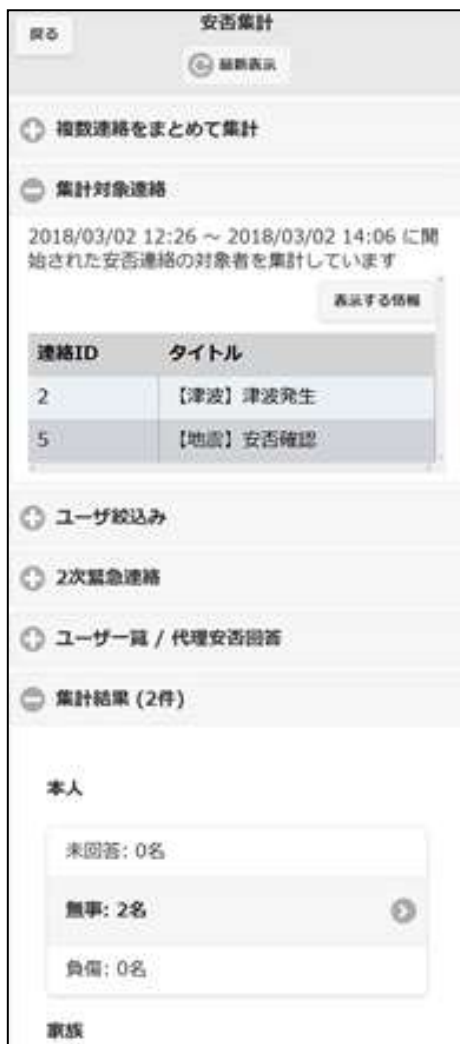 戻る
安否集計
最新表示
複数連絡をまとめて集計
集計対象連絡
2018/03/02 12:26 ～ 2018/03/02 14:06 に開
始された安否連絡の対象者を集計しています
表示する情報
連絡ID タイトル
2 【津波】津波発生
5 【地震】安否確認
ユーザ絞込み
2次緊急連絡
ユーザ一覧 / 代理安否回答
集計結果 (2件)
本人
未回答: 0名
無事: 2名
負傷: 0名
家族